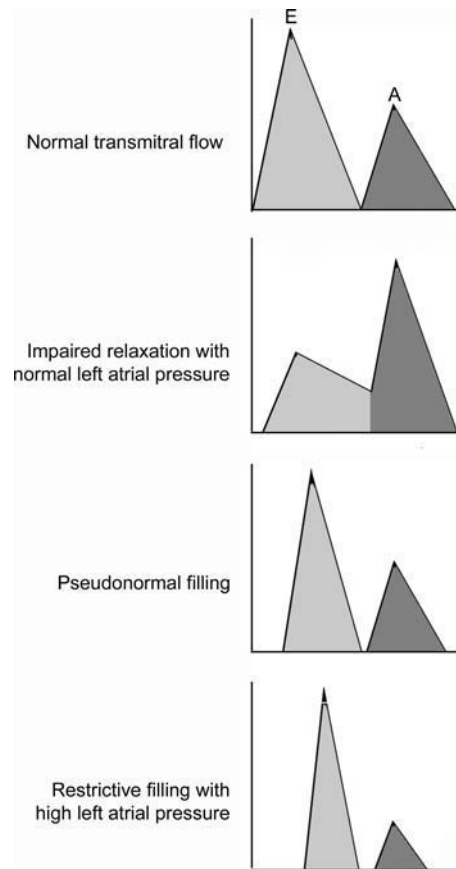 E
A
Normal transmitral flow
Impaired relaxation with
normal left atrial pressure
Pseudonormal filling
Restrictive filling with
high left atrial pressure